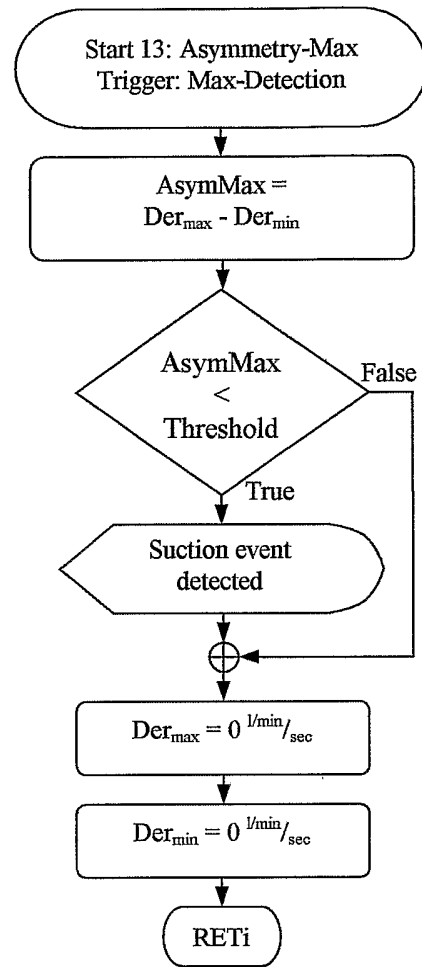 Start 13: Asymmetry-Max
Trigger: Max-Detection
AsymMax =
Der_max - Der_min
AsymMax
<
Threshold
False
True
Suction event
detected
Der_max = 0 l/min/sec
Der_min = 0 l/min/sec
RETi